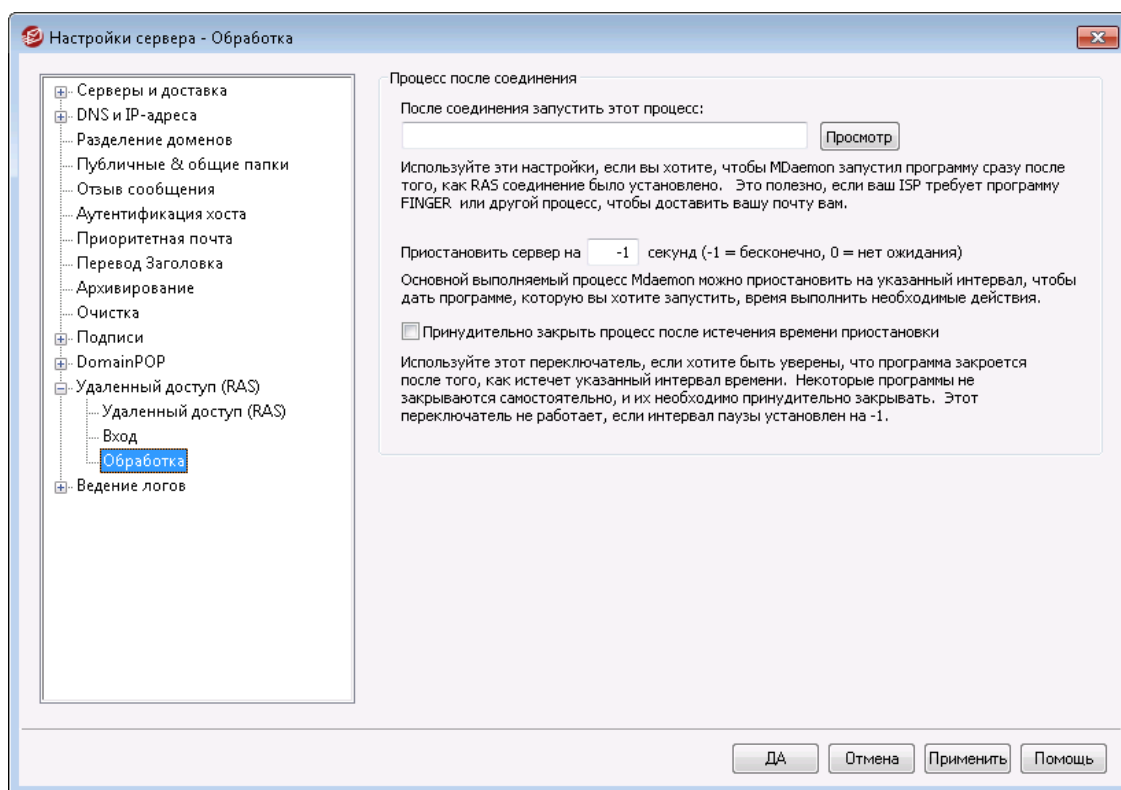 Настройки сервера - Обработка
Серверы и доставка
DNS и IP-адреса
Разделение доменов
Публичные & общие папки
Отзыв сообщения
Аутентификация хоста
Приоритетная почта
Перевод Заголовка
Архивирование
Очистка
Подписи
DomainPOP
Удаленный доступ (RAS)
Удаленный доступ (RAS)
Вход
Обработка
Ведение логов
Процесс после соединения
После соединения запустить этот процесс:
Просмотр
Используйте эти настройки, если вы хотите, чтобы MDaemon запустил программу сразу после
того, как RAS соединение было установлено. Это полезно, если ваш ISP требует программу
FINGER или другой процесс, чтобы доставить вашу почту вам.
Приостановить сервер на -1 секунд (-1 = бесконечно, 0 = нет ожидания)
Основной выполняемый процесс Mdaemon можно приостановить на указанный интервал, чтобы
дать программе, которую вы хотите запустить, время выполнить необходимые действия.
Принудительно закрыть процесс после истечения времени приостановки
Используйте этот переключатель, если хотите быть уверены, что программа закроется
после того, как истечет указанный интервал времени. Некоторые программы не
закрываются самостоятельно, и их необходимо принудительно закрывать. Этот
переключатель не работает, если интервал паузы установлен на -1.
ДА Отмена Применить Помощь